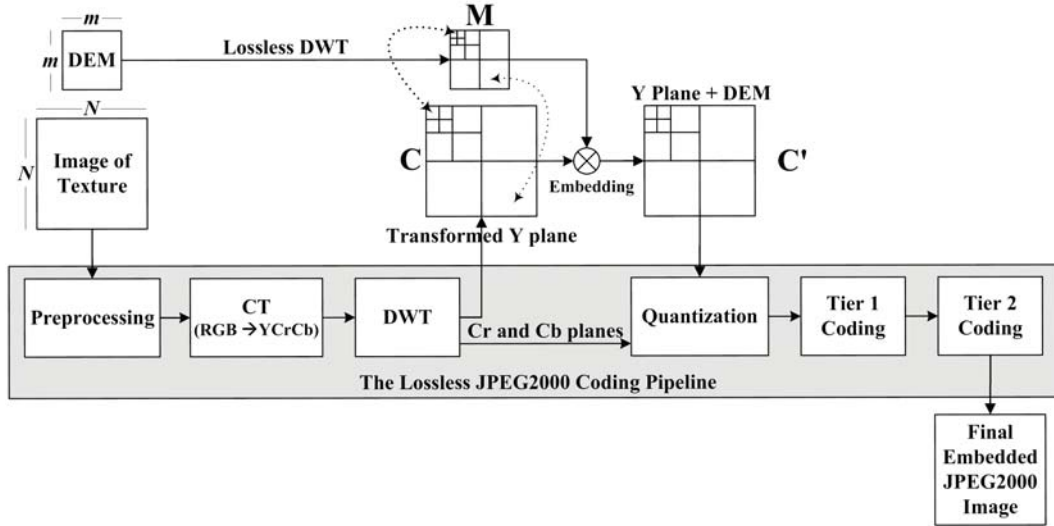 m
M
m
DEM
Lossless DWT
N
Y Plane + DEM
N
Image of
Texture
C
C'
Embedding
Transformed Y plane
Preprocessing
CT
(RGB →YCrCb)
DWT
Quantization
Tier 1
Coding
Tier 2
Coding
Cr and Cb planes
The Lossless JPEG2000 Coding Pipeline
Final
Embedded
JPEG2000
Image